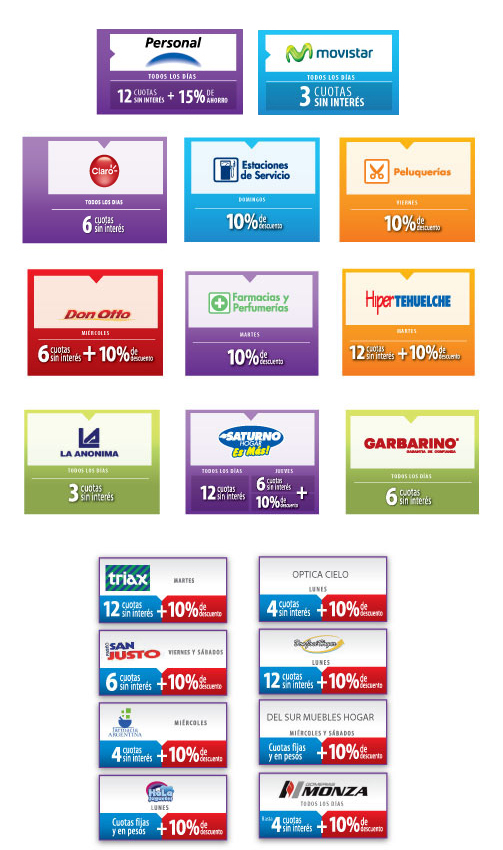 Personal
TODOS LOS DÍAS
12 CUOTAS SIN INTERÉS + 15% DE AHORRO
movistar
TODOS LOS DÍAS
3 CUOTAS SIN INTERÉS
Claro
TODOS LOS DIAS
6 cuotas sin interés
Estaciones de Servicio
DOMINGOS
10% de descuento
Peluquerías
VIERNES
10% de descuento
Don Otto
MIÉRCOLES
6 cuotas sin interés + 10% de descuento
Farmacias y Perfumerías
MARTES
10% de descuento
HiperTEHUELCHE
MARTES
12 cuotas sin interés + 10% de descuento
LA ANONIMA
TODOS LOS DIAS
3 cuotas sin interés
SATURNO
HOGAR
Es Más!
TODOS LOS DÍAS
12 cuotas sin interés
JUEVES
6 cuotas sin interés +
10% de descuento
GARBARINO
GARANTIA DE CONFIANZA
TODOS LOS DIAS
6 cuotas sin interés
triax
MARTES
12 cuotas sin interés + 10% de descuento
OPTICA CIELO
LUNES
4 cuotas sin interés + 10% de descuento
SAN JUSTO
VIERNES Y SÁBADOS
6 cuotas sin interés + 10% de descuento
LUNES
12 cuotas sin interés + 10% de descuento
ARGENTINA
MIÉRCOLES
4 cuotas sin interés + 10% de descuento
DEL SUR MUEBLES HOGAR
MIÉRCOLES Y SÁBADOS
Cuotas fijas y en pesos + 10% de descuento
LUNES
Cuotas fijas y en pesos + 10% de descuento
MONZA
TODOS LOS DÍAS
Hasta 4 cuotas sin interés + 10% de descuento